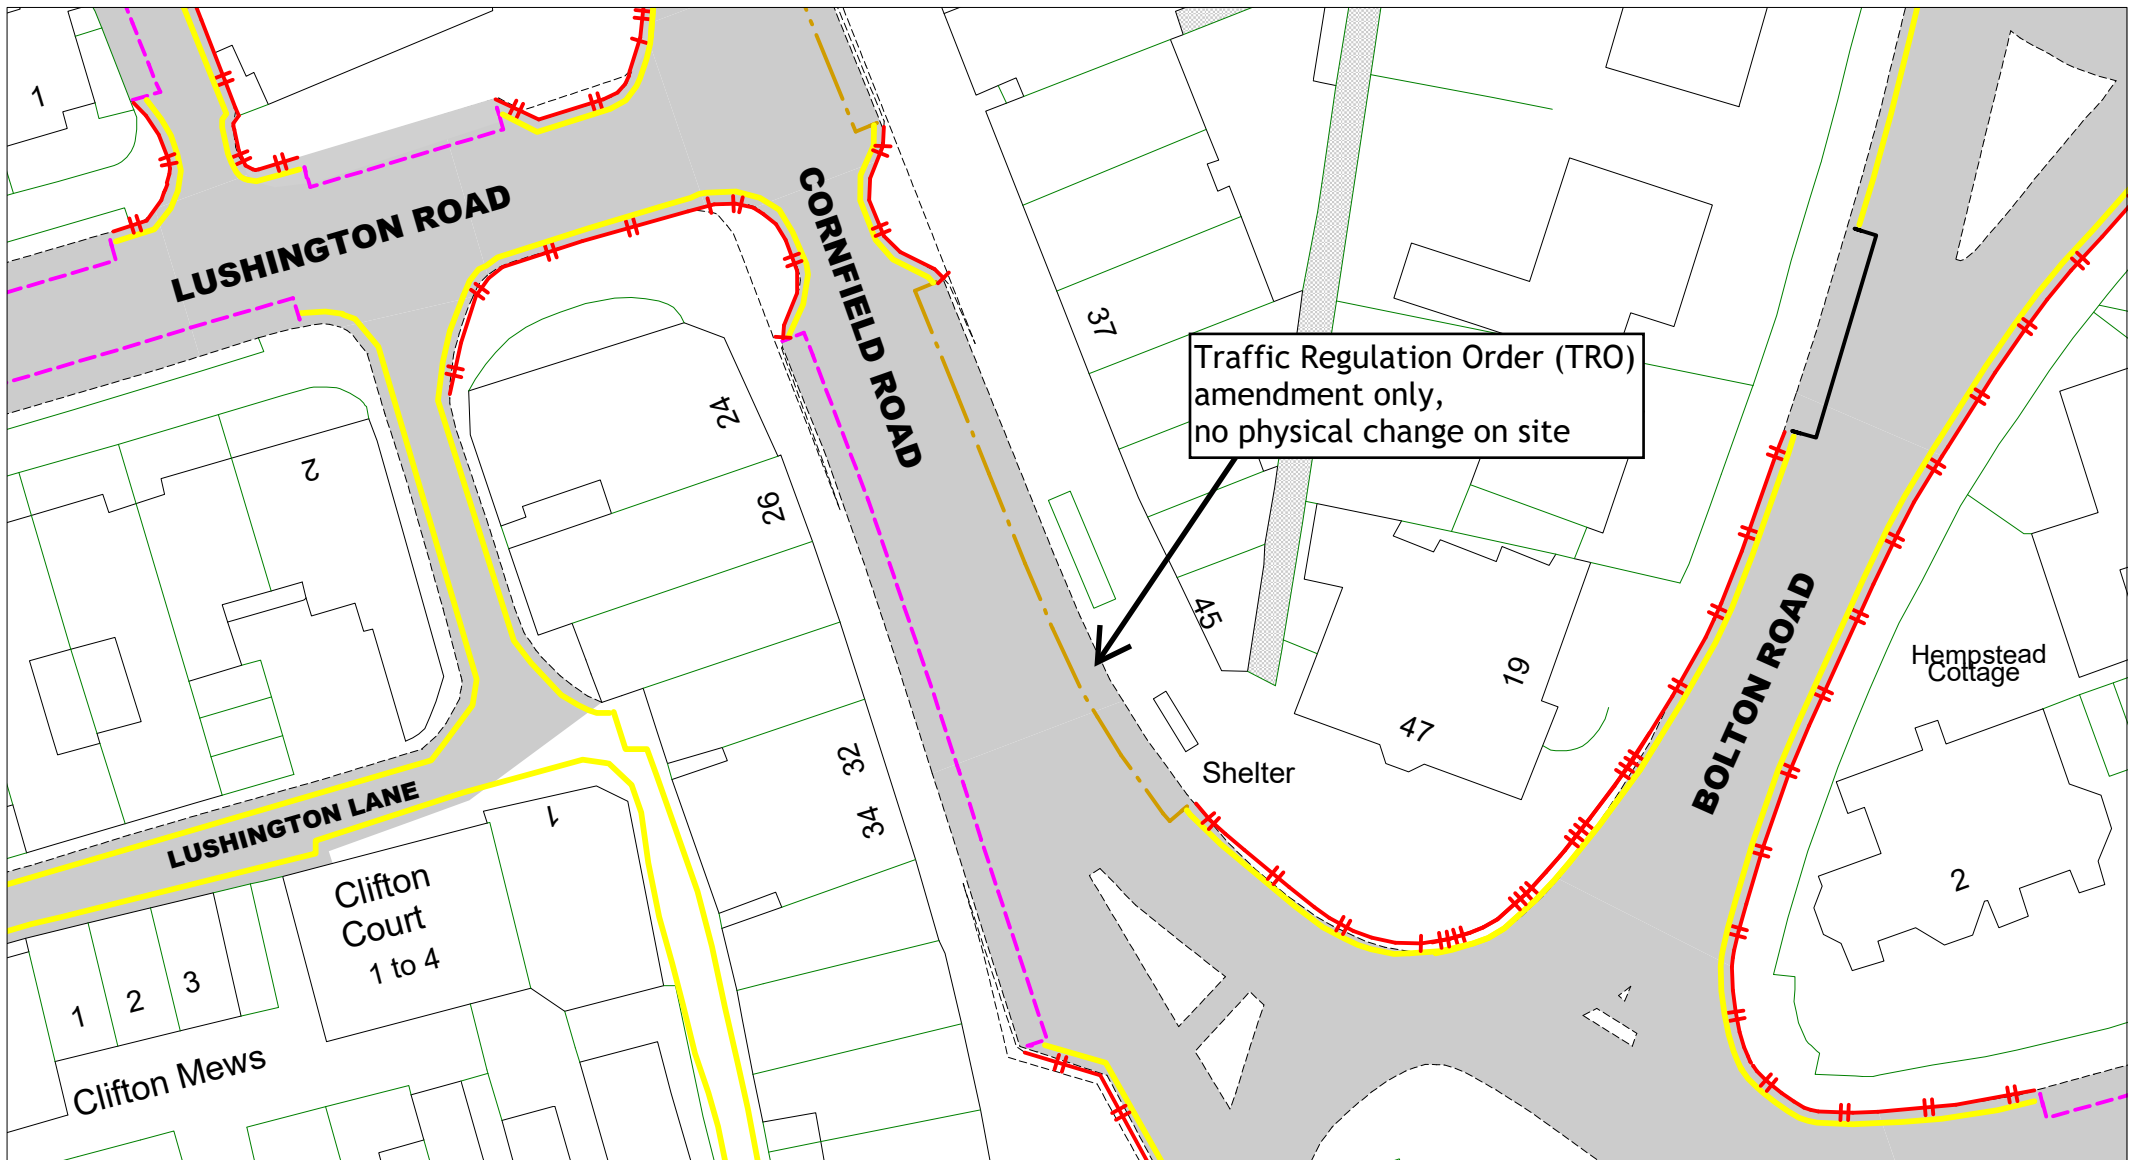 1
LUSHINGTON ROAD
CORNFIELD ROAD
37
Traffic Regulation Order (TRO)
amendment only,
no physical change on site
24
2
26
45
19
47
BOLTON ROAD
Hempstead
Cottage
Shelter
32
34
LUSHINGTON LANE
1
Clifton
Court
1 to 4
2
1
2
3
Clifton Mews